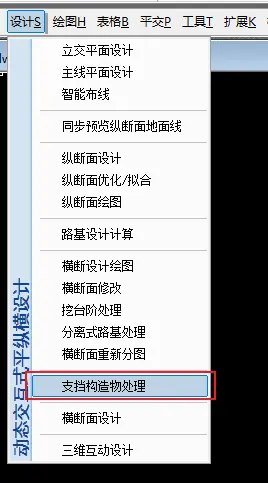 设计S 绘图H 表格B 平交P 工具T 扩展K
立交平面设计
主线平面设计
智能布线
同步预览纵断面地面线
纵断面设计
纵断面优化/拟合
纵断面绘图
路基设计计算
横断设计绘图
横断面修改
挖台阶处理
分离式路基处理
横断面重新分图
支挡构造物处理
横断面设计
三维互动设计
动态交互式平纵横设计